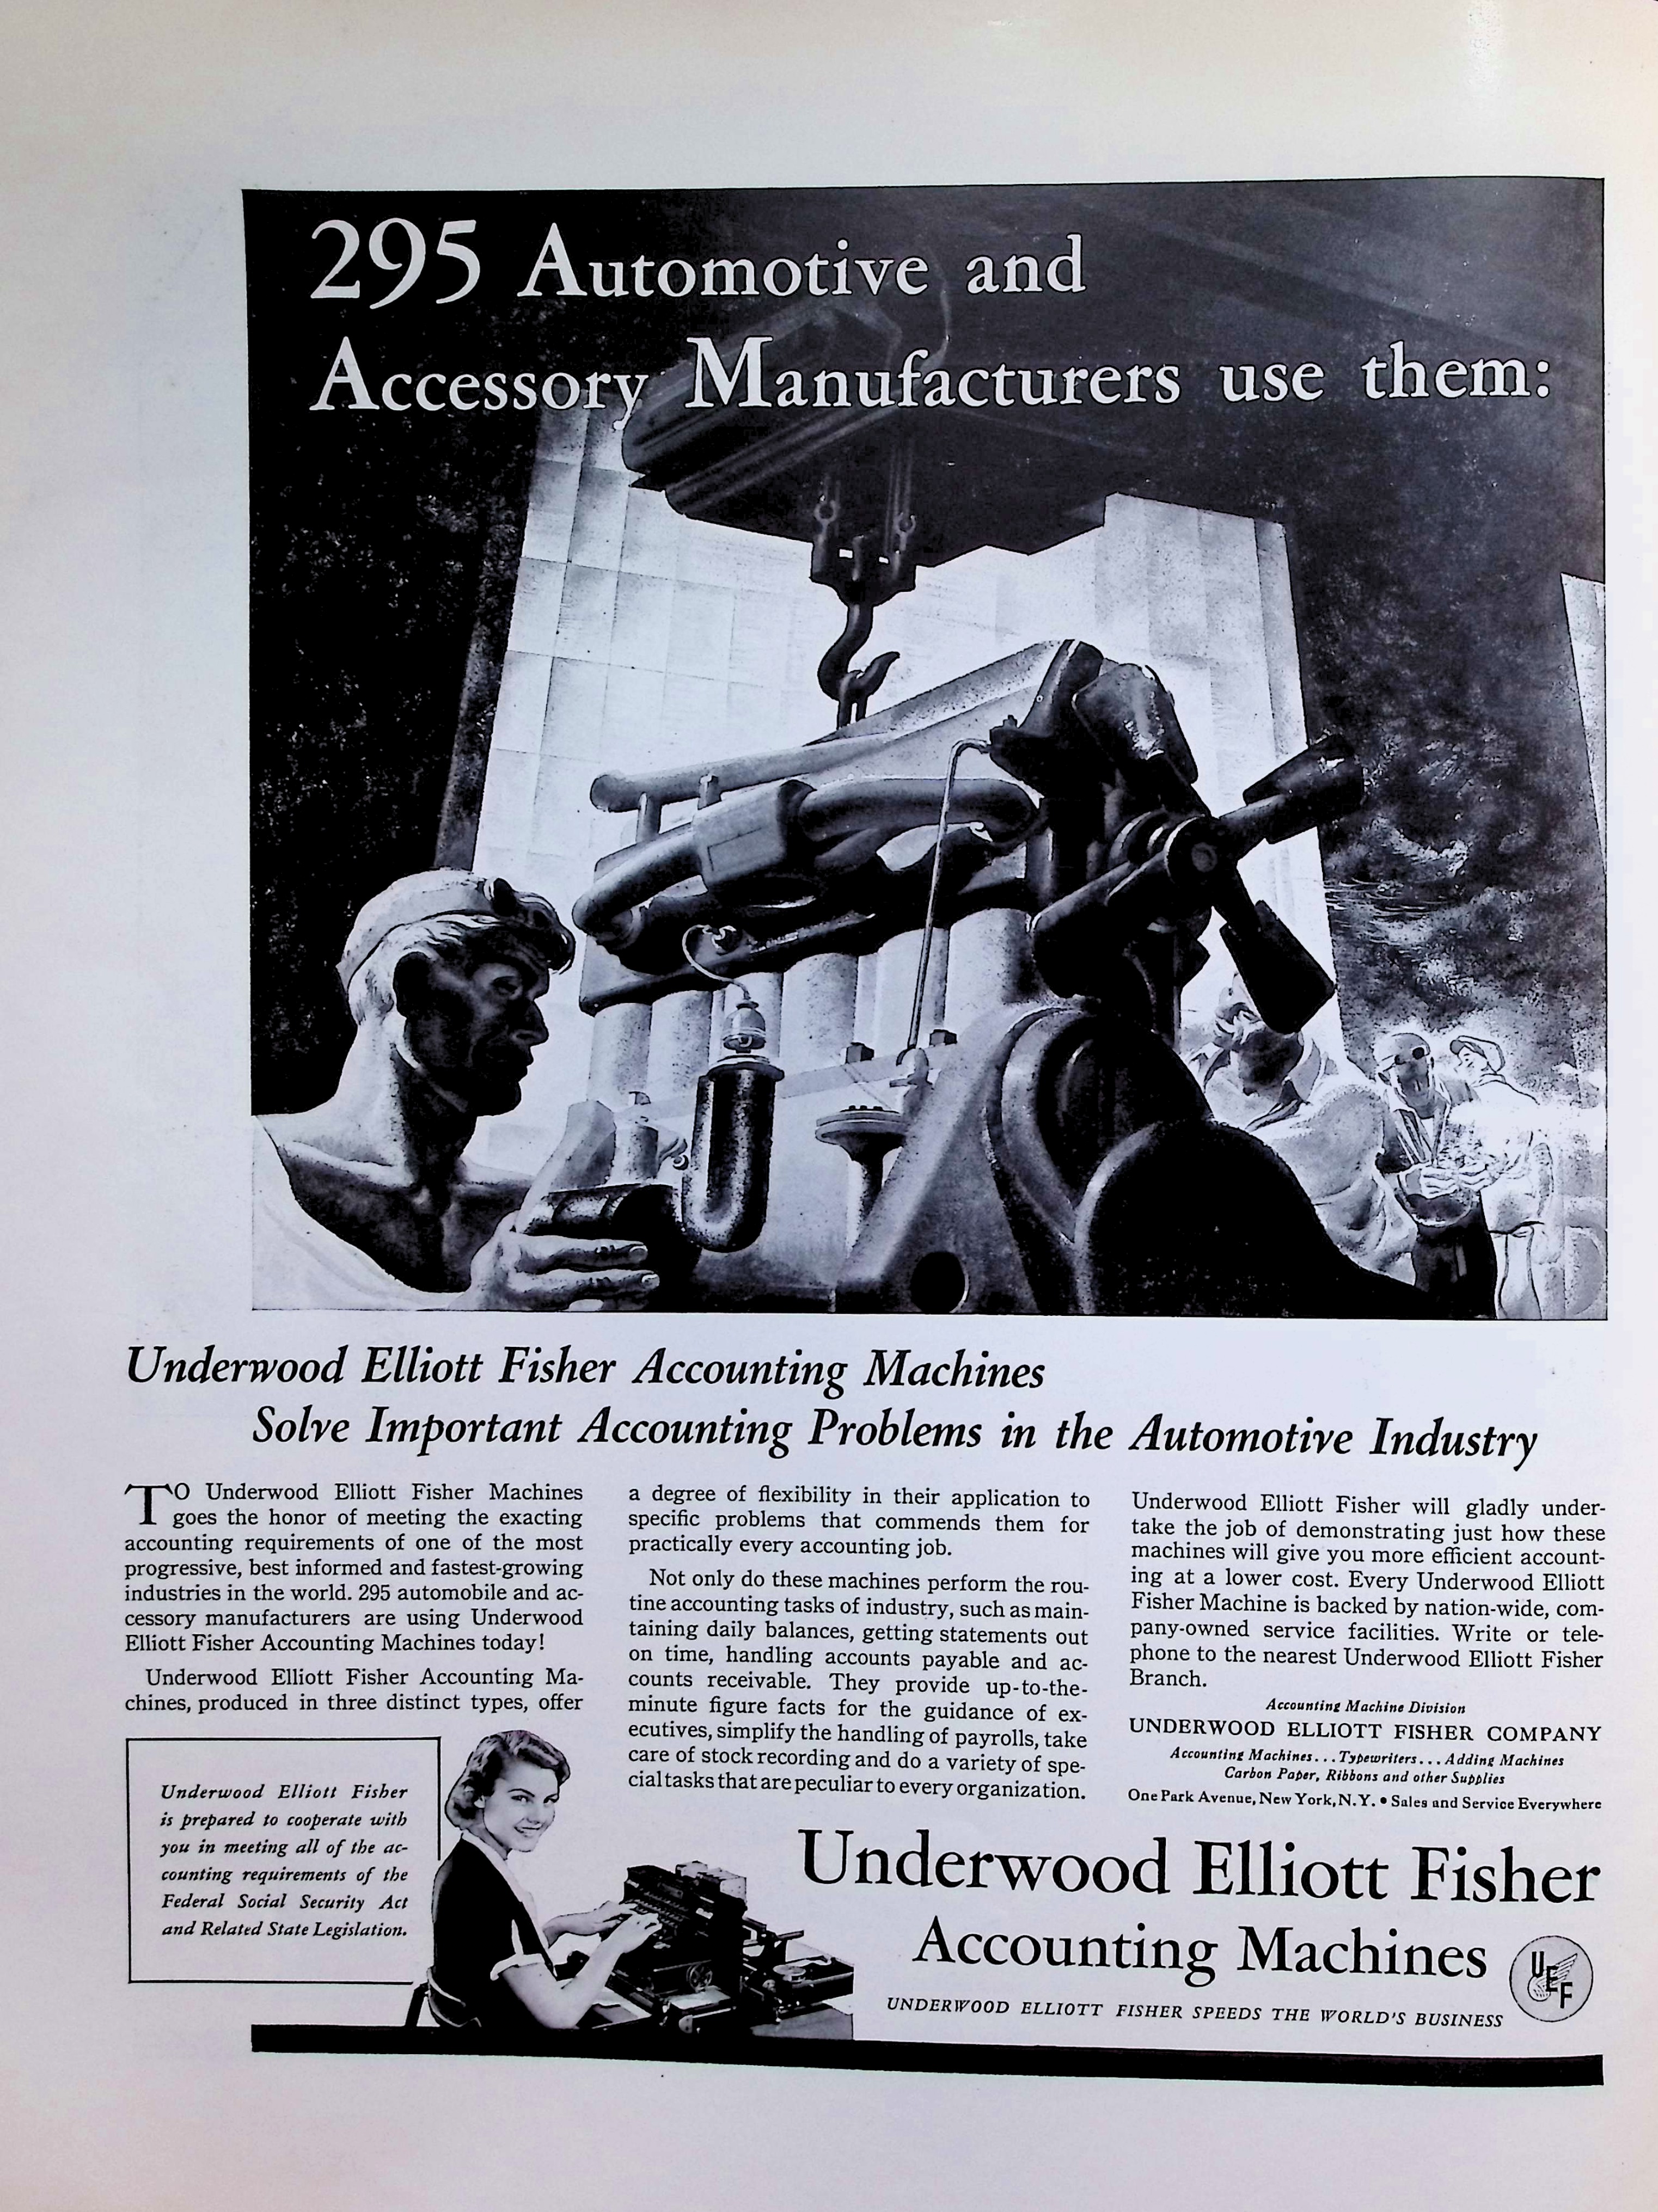 295 Automotive and
Accessory Manufacturers use them:
Underwood Elliott Fisher Accounting Machines
Solve Important Accounting Problems in the Automotive Industry
TO Underwood Elliott Fisher Machines
goes the honor of meeting the exacting
accounting requirements of one of the most
progressive, best informed and fastest-growing
industries in the world. 295 automobile and ac-
cessory manufacturers are using Underwood
Elliott Fisher Accounting Machines today!
Underwood Elliott Fisher Accounting Ma-
chines, produced in three distinct types, offer
a degree of flexibility in their application to
specific problems that commends them for
practically every accounting job.
Not only do these machines perform the rou-
tine accounting tasks of industry, such as main-
taining daily balances, getting statements out
on time, handling accounts payable and ac-
counts receivable. They provide up-to-the-
minute figure facts for the guidance of ex-
ecutives, simplify the handling of payrolls, take
care of stock recording and do a variety of spe-
cial tasks that are peculiar to every organization.
Underwood Elliott Fisher will gladly under-
take the job of demonstrating just how these
machines will give you more efficient account-
ing at a lower cost. Every Underwood Elliott
Fisher Machine is backed by nation-wide, com-
pany-owned service facilities. Write or tele-
phone to the nearest Underwood Elliott Fisher
Branch.
Accounting Machine Division
UNDERWOOD ELLIOTT FISHER COMPANY
Accounting Machines...Typewriters...Adding Machines
Carbon Paper, Ribbons and other Supplies
One Park Avenue, New York, N.Y. • Sales and Service Everywhere
Underwood Elliott Fisher
is prepared to cooperate with
you in meeting all of the ac-
counting requirements of the
Federal Social Security Act
and Related State Legislation.
Underwood Elliott Fisher
Accounting Machines
UEF
UNDERWOOD ELLIOTT FISHER SPEEDS THE WORLD'S BUSINESS